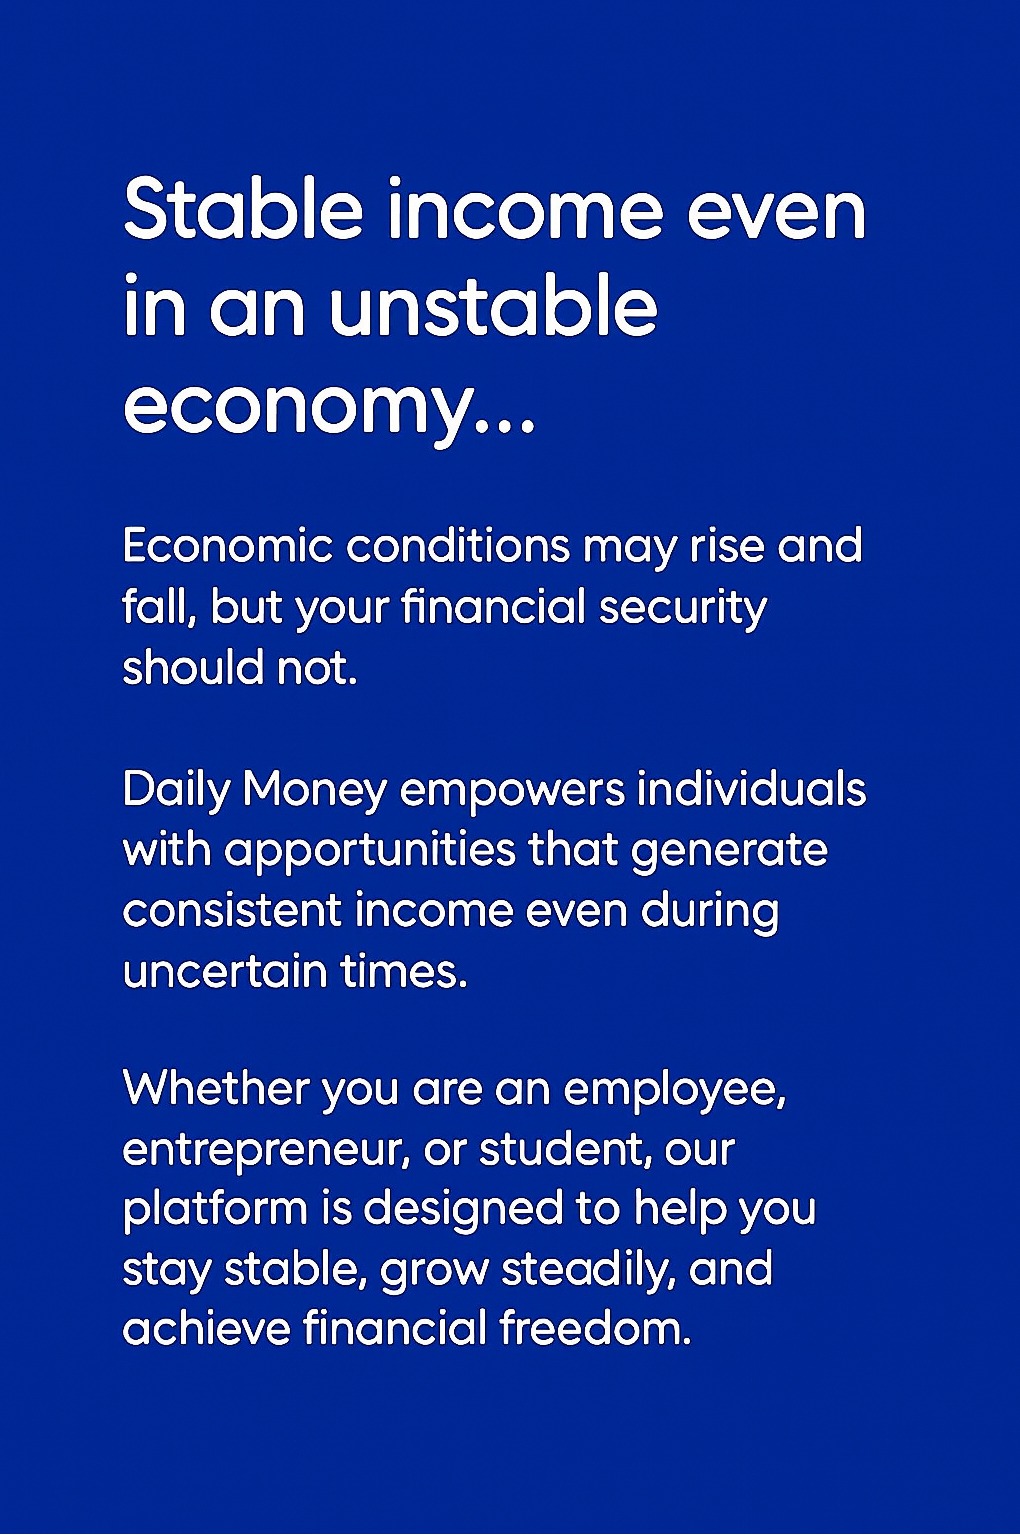 Stable income even
in an unstable
economy...
Economic conditions may rise and
fall, but your financial security
should not.
Daily Money empowers individuals
with opportunities that generate
consistent income even during
uncertain times.
Whether you are an employee,
entrepreneur, or student, our
platform is designed to help you
stay stable, grow steadily, and
achieve financial freedom.